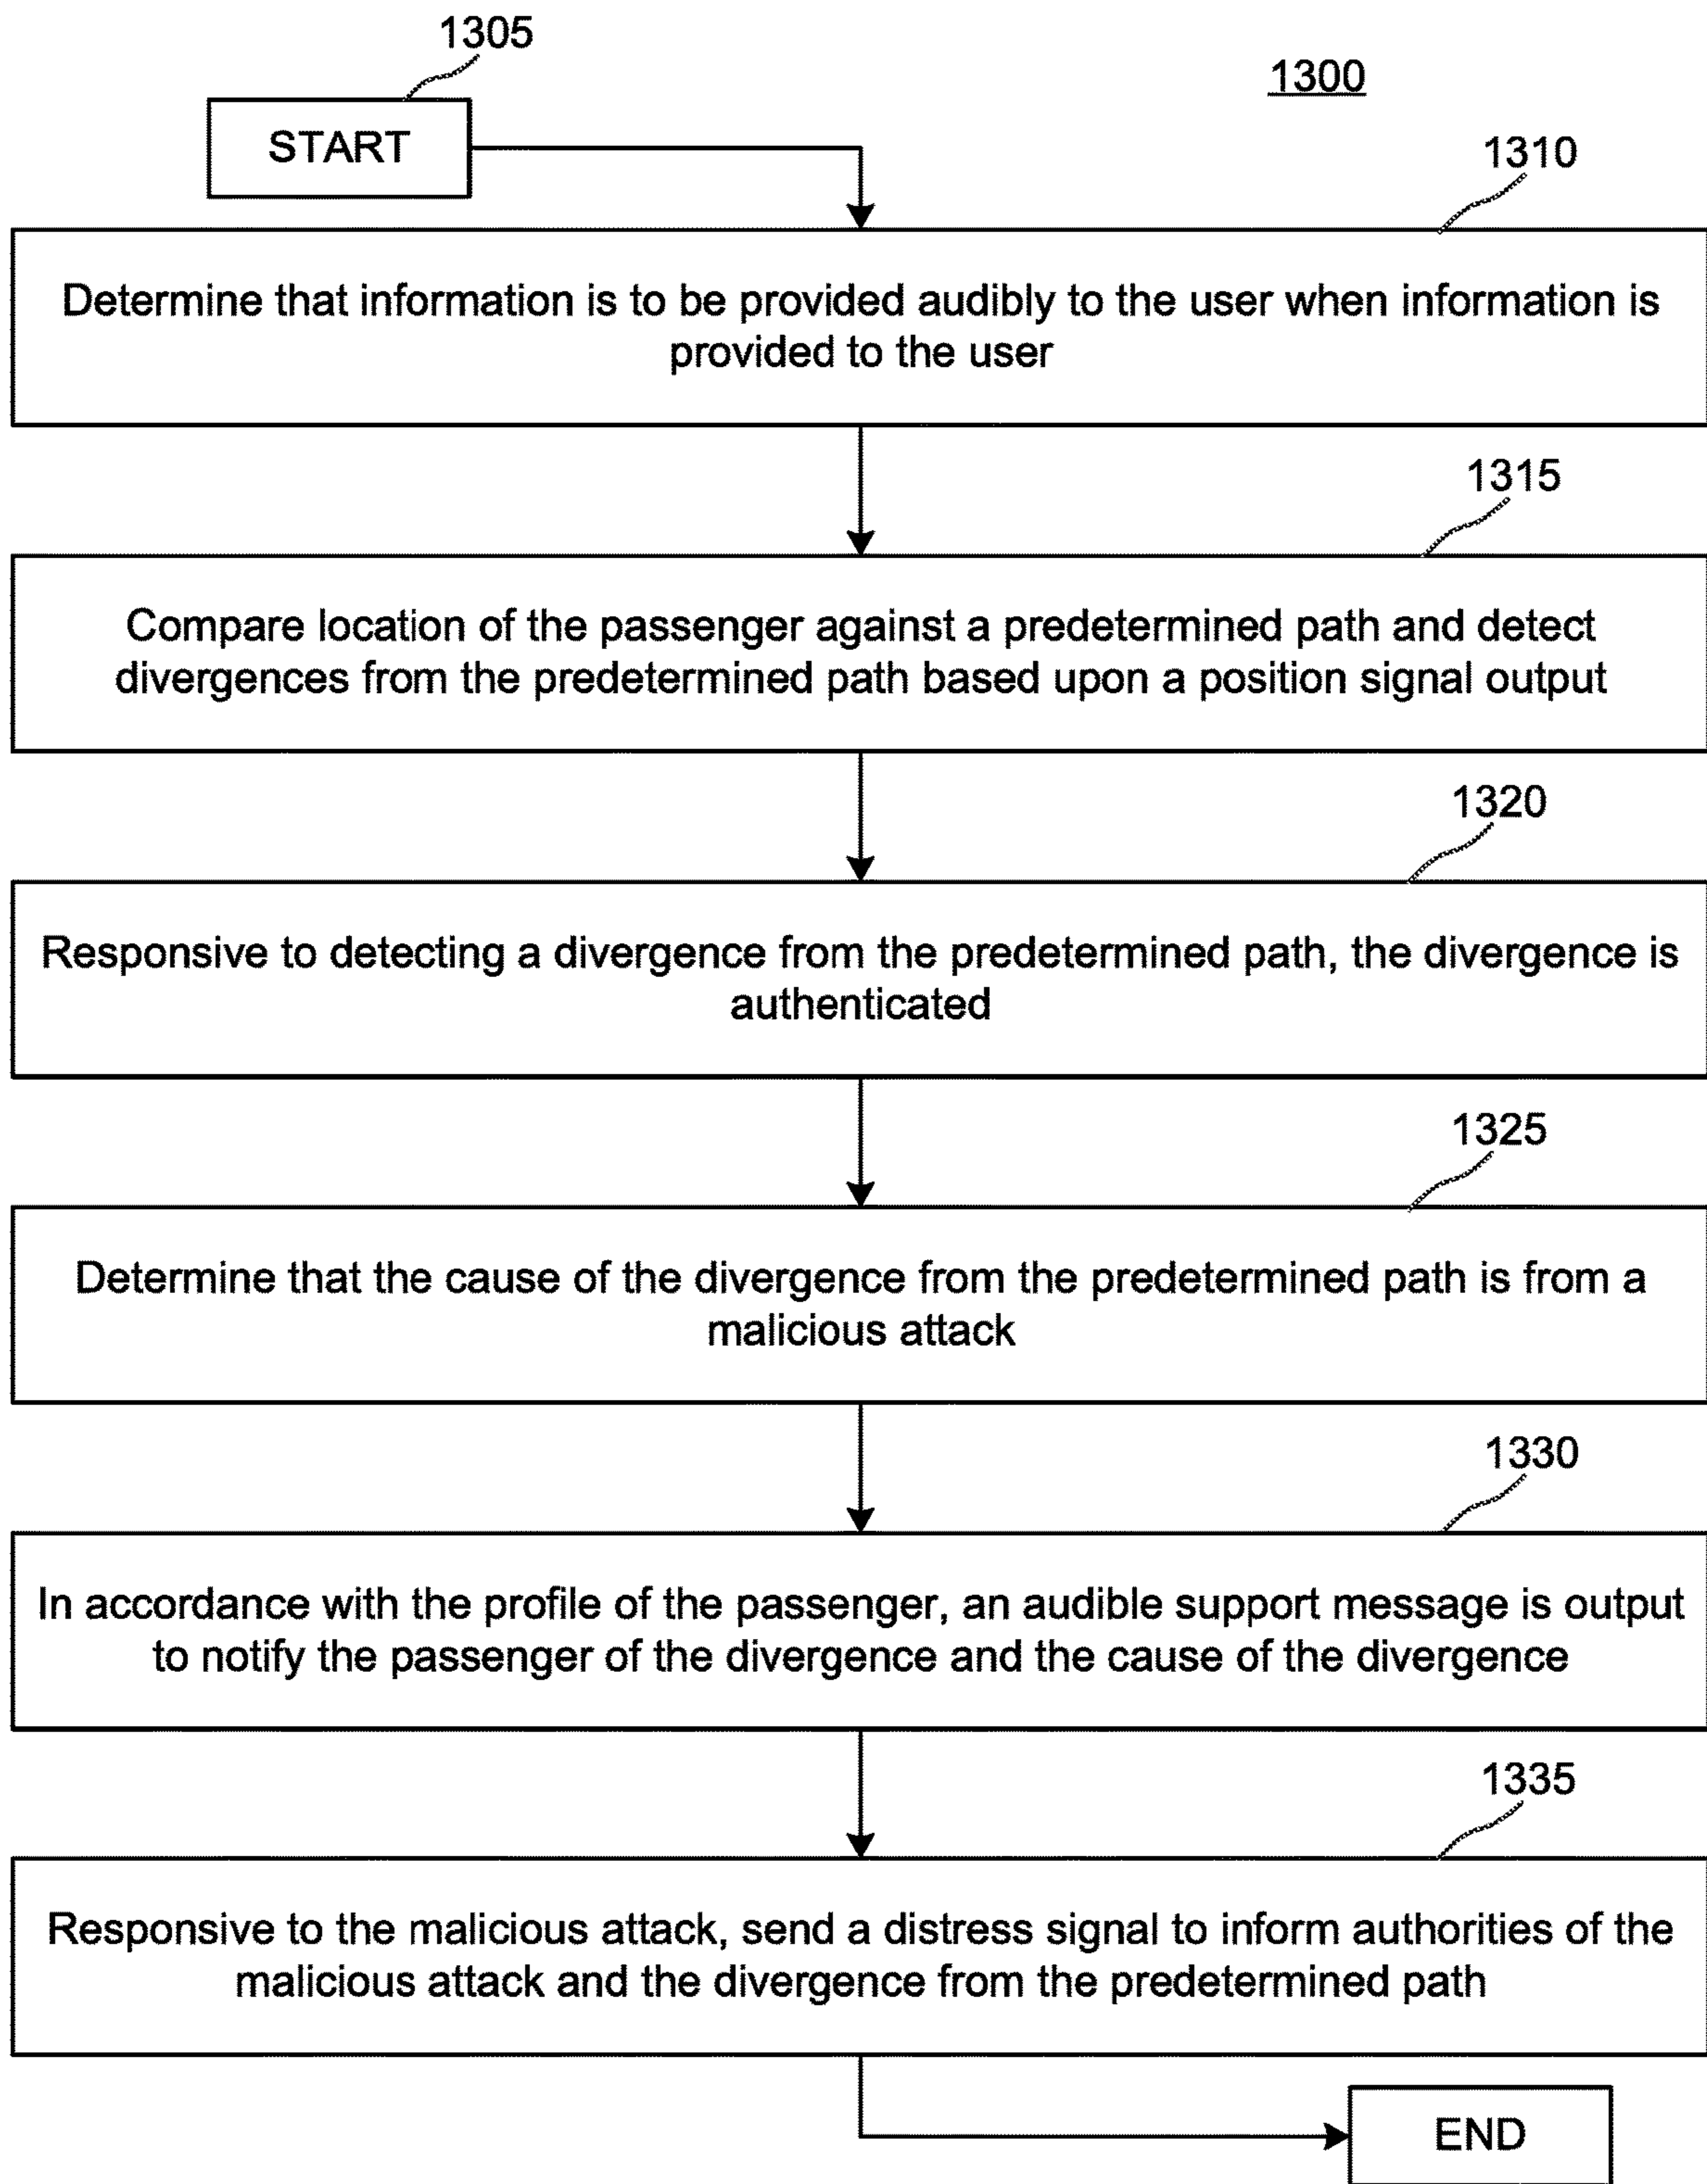 1305
1300
START
1310
Determine that information is to be provided audibly to the user when information is
provided to the user
1315
Compare location of the passenger against a predetermined path and detect
divergences from the predetermined path based upon a position signal output
1320
Responsive to detecting a divergence from the predetermined path, the divergence is
authenticated
1325
Determine that the cause of the divergence from the predetermined path is from a
malicious attack
1330
In accordance with the profile of the passenger, an audible support message is output
to notify the passenger of the divergence and the cause of the divergence
1335
Responsive to the malicious attack, send a distress signal to inform authorities of the
malicious attack and the divergence from the predetermined path
END